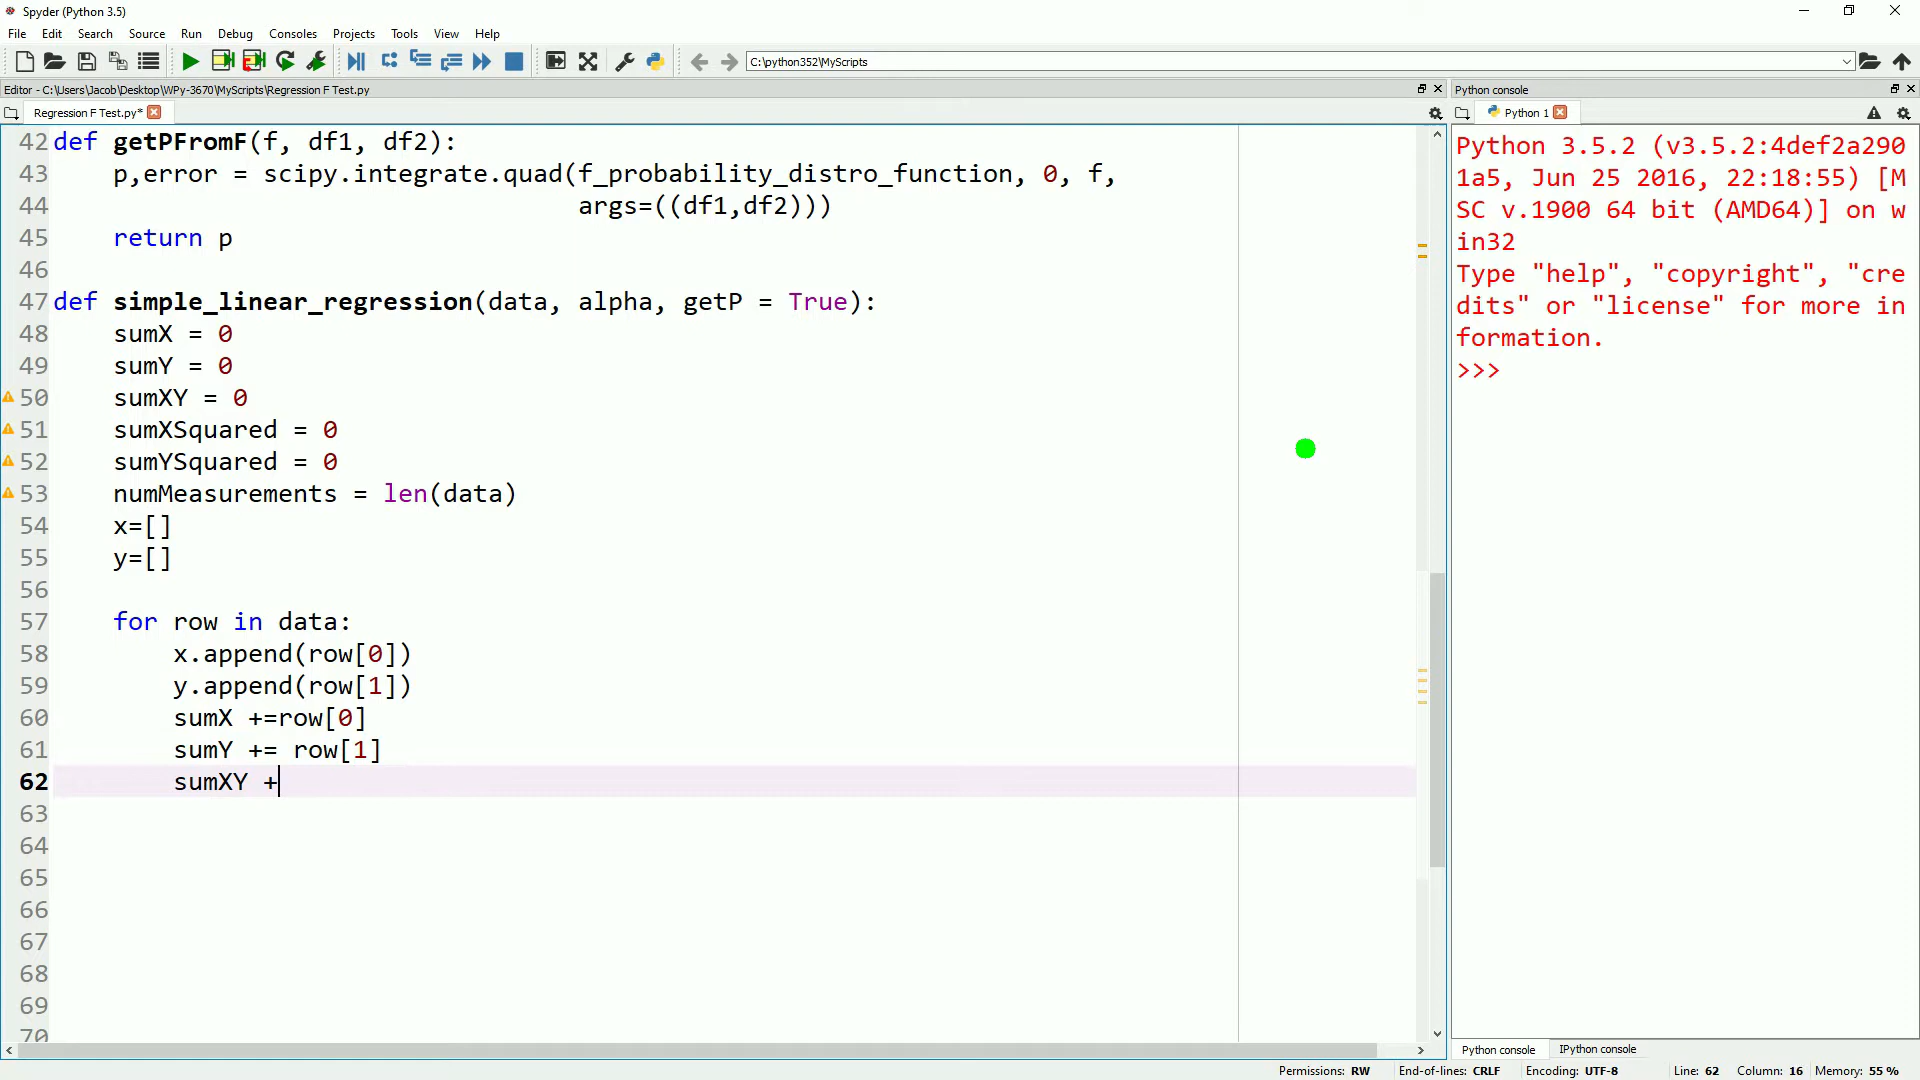 Spyder (Python 3.5)
File Edit Search Source Run Debug Consoles Projects Tools View Help
C:\python352\MyScripts
Editor - C:\Users\Jacob\Desktop\WPy-3670\MyScripts\Regression F Test.py
Regression F Test.py*
42 def getPFromF(f, df1, df2):
43 p,error = scipy.integrate.quad(f_probability_distro_function, 0, f,
44 args=((df1,df2)))
45 return p
46
47 def simple_linear_regression(data, alpha, getP = True):
48 sumX = 0
49 sumY = 0
50 sumXY = 0
51 sumXSquared = 0
52 sumYSquared = 0
53 numMeasurements = len(data)
54 x=[]
55 y=[]
56
57 for row in data:
58 x.append(row[0])
59 y.append(row[1])
60 sumX +=row[0]
61 sumY += row[1]
62 sumXY +
63
64
65
66
67
68
69
70
Python console
Python 1
Python 3.5.2 (v3.5.2:4def2a290
1a5, Jun 25 2016, 22:18:55) [M
SC v.1900 64 bit (AMD64)] on w
in32
Type "help", "copyright", "cre
dits" or "license" for more in
formation.
>>>
Python console IPython console
Permissions: RW End-of-lines: CRLF Encoding: UTF-8 Line: 62 Column: 16 Memory: 55 %